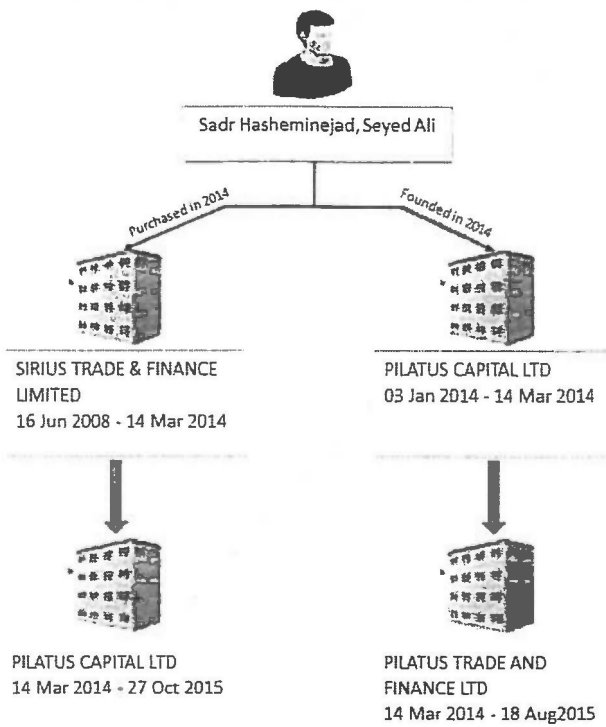 Sadr Hasheminejad, Seyed Ali
Purchased in 2014
Founded in 2014
SIRIUS TRADE & FINANCE
LIMITED
16 Jun 2008 - 14 Mar 2014
PILATUS CAPITAL LTD
03 Jan 2014 - 14 Mar 2014
PILATUS CAPITAL LTD
14 Mar 2014 - 27 Oct 2015
PILATUS TRADE AND
FINANCE LTD
14 Mar 2014 - 18 Aug2015